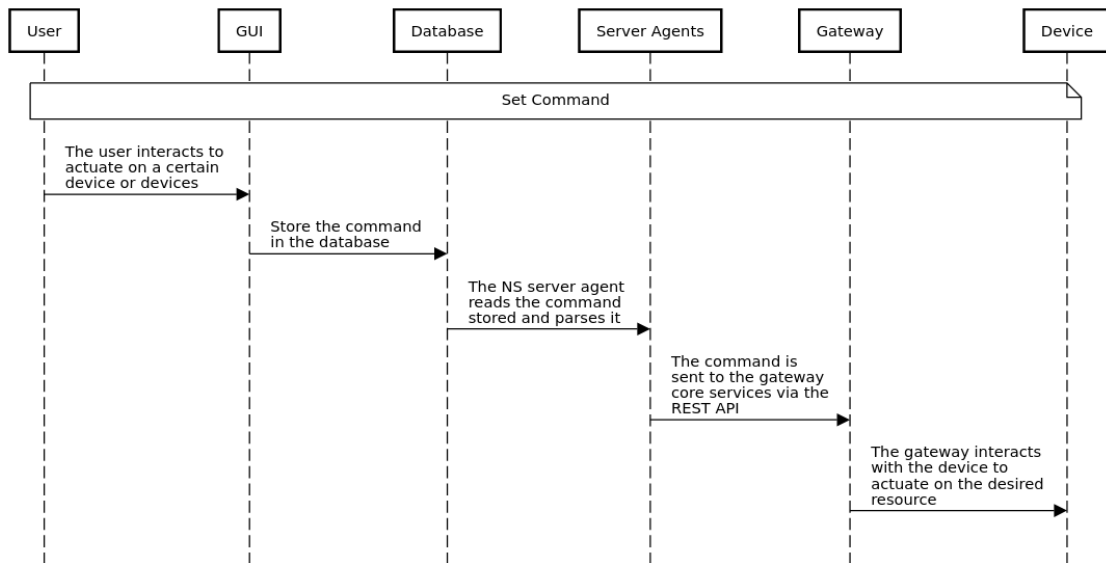 User
GUI
Database
Server Agents
Gateway
Device
Set Command
The user interacts to
actuate on a certain
device or devices
Store the command
in the database
The NS server agent
reads the command
stored and parses it
The command is
sent to the gateway
core services via the
REST API
The gateway interacts
with the device to
actuate on the desired
resource